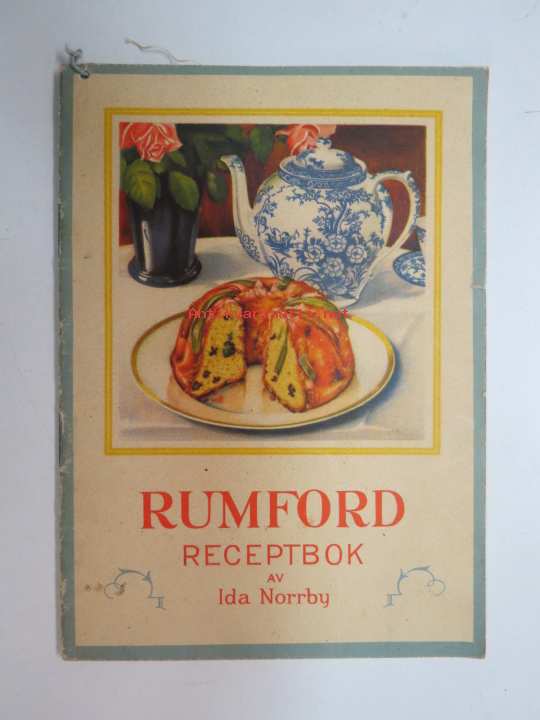 RUMFORD
RECEPTBOK
AV
Ida Norrby